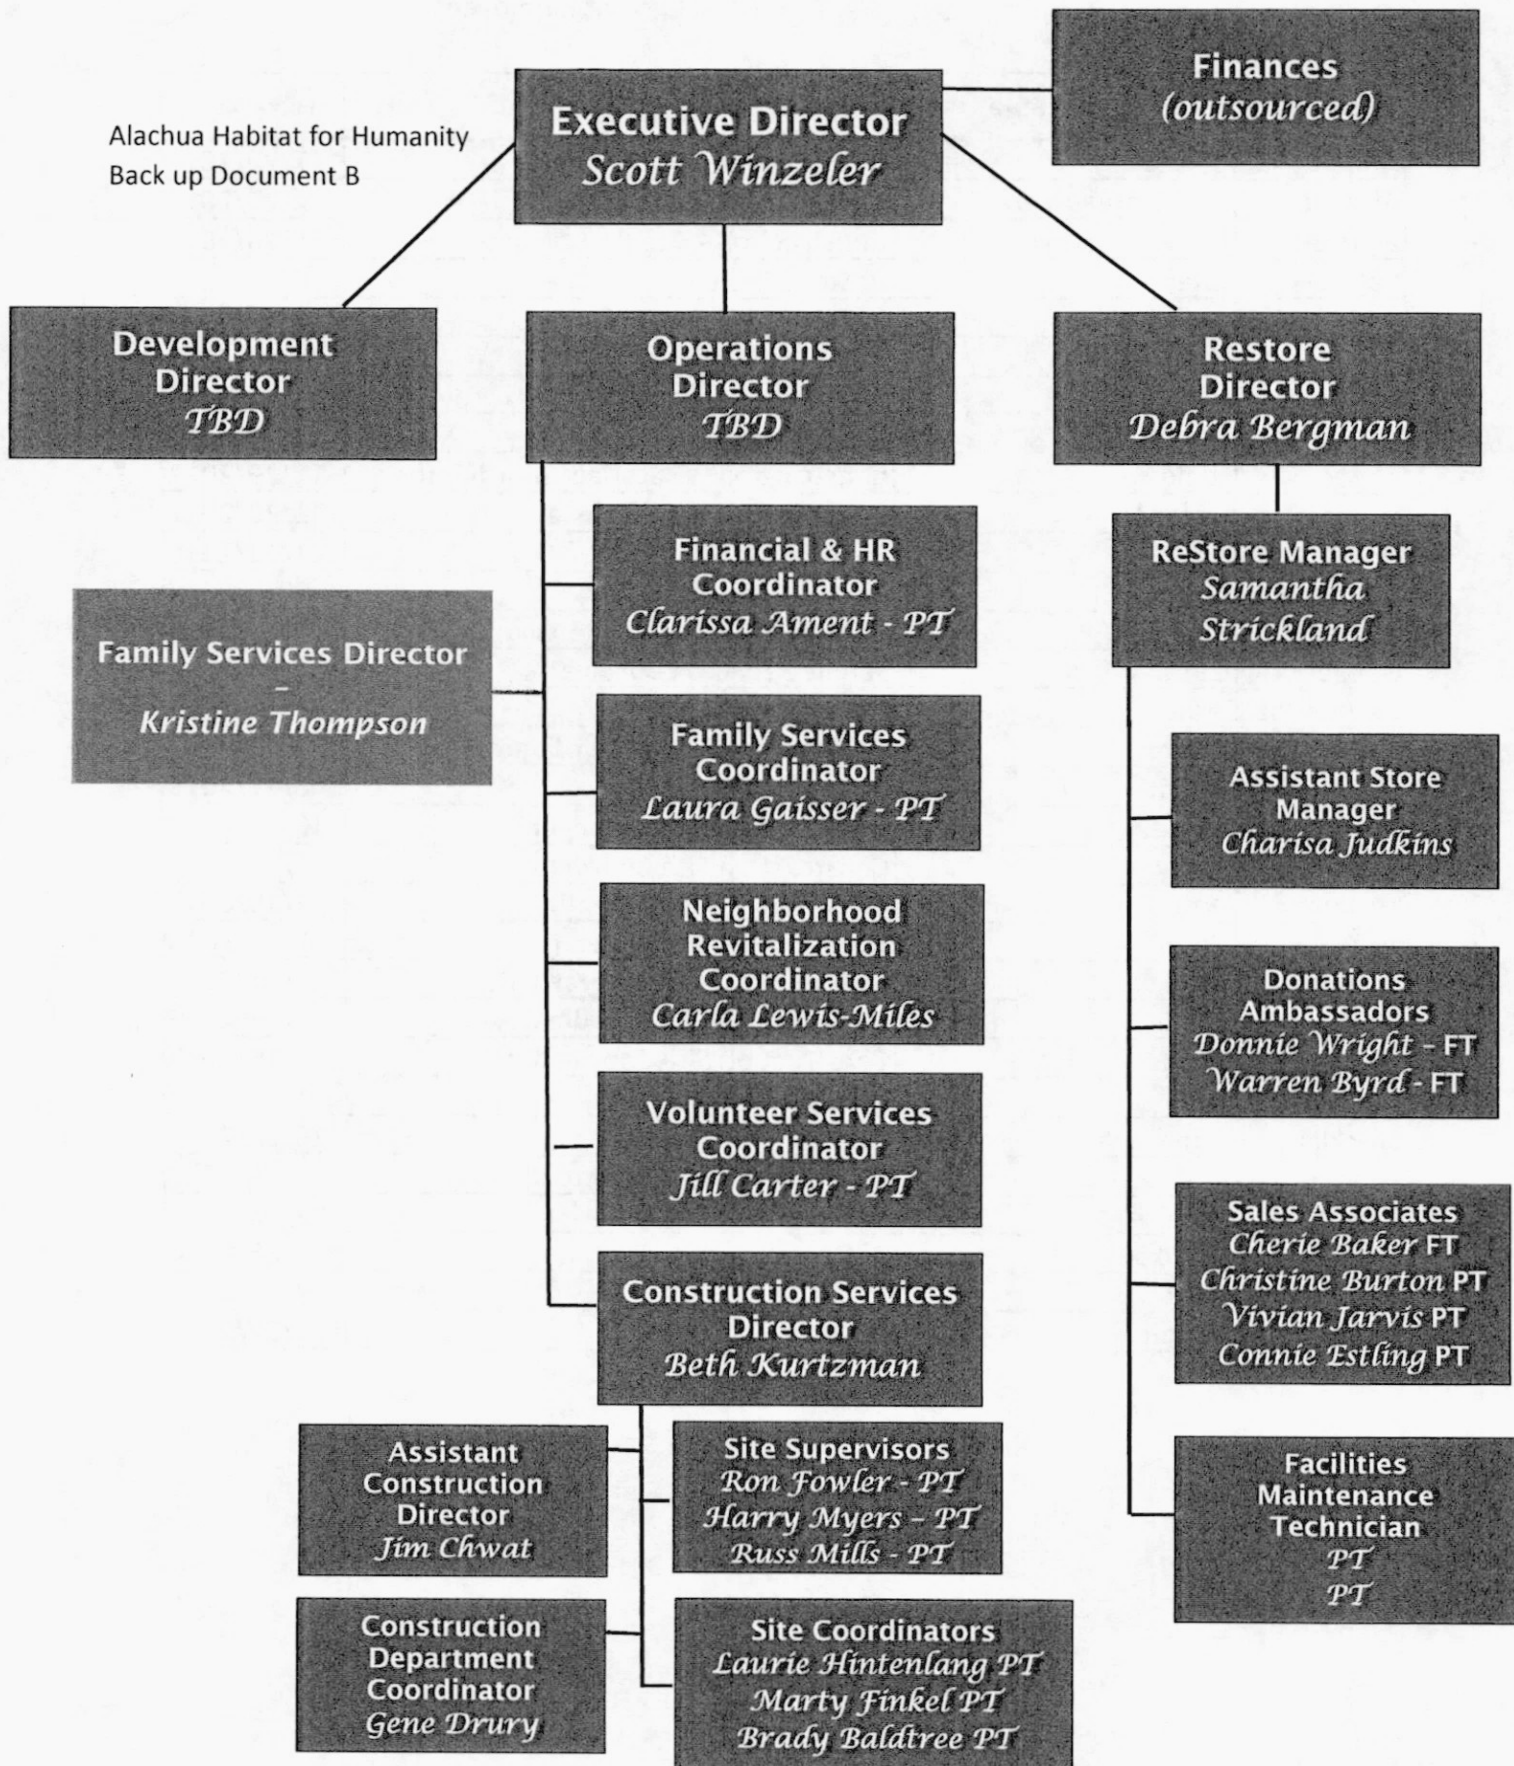 Finances
(outsourced)
Executive Director
Scott Winzeler
Alachua Habitat for Humanity
Back up Document B
Development
Director
TBD
Operations
Director
TBD
Restore
Director
Debra Bergman
Financial & HR
Coordinator
Clarissa Ament - PT
ReStore Manager
Samantha
Strickland
Family Services Director
–
Kristine Thompson
Family Services
Coordinator
Laura Gaisser - PT
Assistant Store
Manager
Charisa Judkins
Neighborhood
Revitalization
Coordinator
Carla Lewis-Miles
Donations
Ambassadors
Donnie Wright – FT
Warren Byrd - FT
Volunteer Services
Coordinator
Jill Carter - PT
Sales Associates
Cherie Baker FT
Christine Burton PT
Vivian Jarvis PT
Connie Estling PT
Construction Services
Director
Beth Kurtzman
Assistant
Construction
Director
Jim Chwat
Site Supervisors
Ron Fowler - PT
Harry Myers – PT
Russ Mills - PT
Facilities
Maintenance
Technician
PT
PT
Construction
Department
Coordinator
Gene Drury
Site Coordinators
Laurie Hintenlang PT
Marty Finkel PT
Brady Baldtree PT